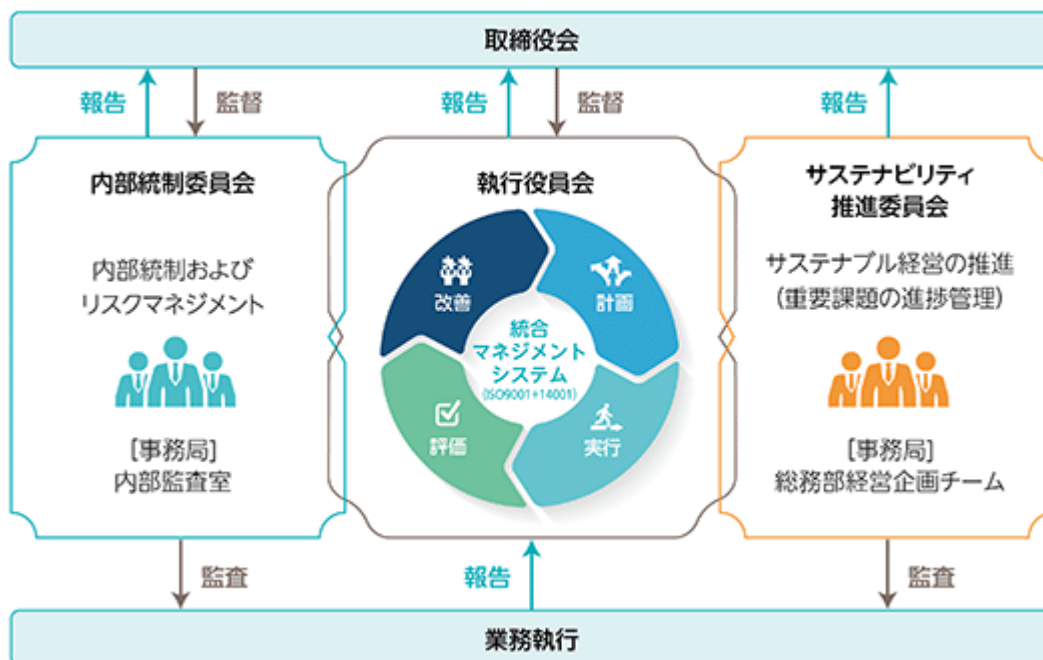 取締役会
報告
監督
報告
監督
報告
内部統制委員会
内部統制および
リスクマネジメント
[事務局]
内部監査室
執行役員会
改善
計画
統合
マネジメント
システム
(ISO9001+14001)
評価
実行
サステナビリティ
推進委員会
サステナブル経営の推進
(重要課題の進捗管理)
[事務局]
総務部経営企画チーム
監査
報告
監査
業務執行